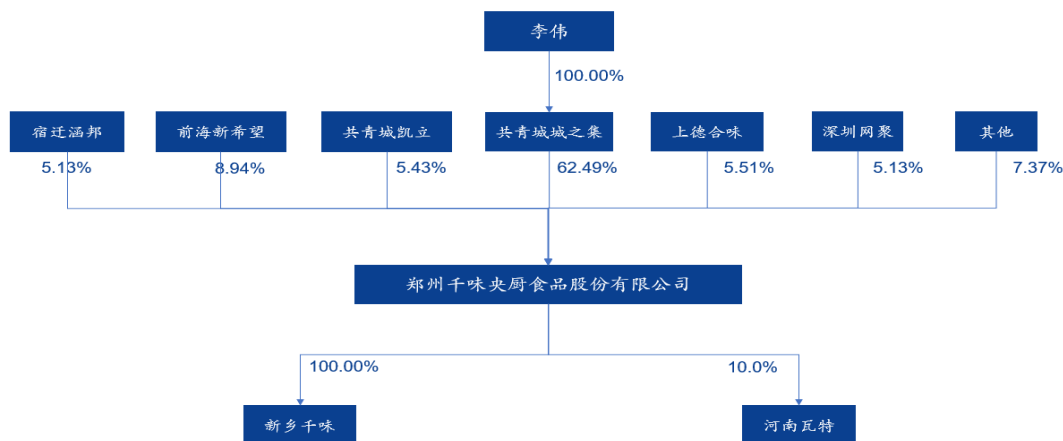 李伟
100.00%
宿迁涵邦
前海新希望
共青城凯立
共青城城之集
上德合味
深圳网聚
其他
5.13%
8.94%
5.43%
62.49%
5.51%
5.13%
7.37%
郑州千味央厨食品股份有限公司
100.00%
10.0%
新乡千味
河南瓦特